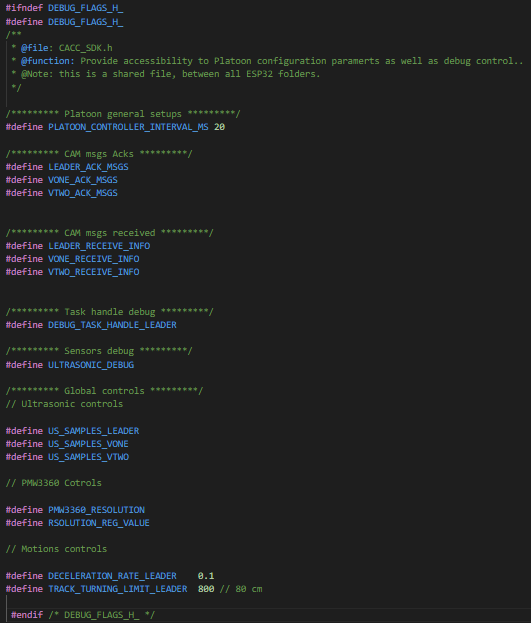 #ifndef DEBUG_FLAGS_H_
#define DEBUG_FLAGS_H_
/**
 * @file: CACC_SDK.h
 * @function: Provide accessibility to Platoon configuration paramerts as well as debug control..
 * @Note: this is a shared file, between all ESP32 folders.
 */
/********* Platoon general setups *********/
#define PLATOON_CONTROLLER_INTERVAL_MS 20
/********* CAM msgs Acks *********/
#define LEADER_ACK_MSGS
#define VONE_ACK_MSGS
#define VTWO_ACK_MSGS
/********* CAM msgs received *********/
#define LEADER_RECEIVE_INFO
#define VONE_RECEIVE_INFO
#define VTWO_RECEIVE_INFO
/********* Task handle debug *********/
#define DEBUG_TASK_HANDLE_LEADER
/********* Sensors debug *********/
#define ULTRASONIC_DEBUG
/********* Global controls *********/
// Ultrasonic controls
#define US_SAMPLES_LEADER
#define US_SAMPLES_VONE
#define US_SAMPLES_VTWO
// PMW3360 Cotrols
#define PMW3360_RESOLUTION
#define RSOLUTION_REG_VALUE
// Motions controls
#define DECELERATION_RATE_LEADER    0.1
#define TRACK_TURNING_LIMIT_LEADER  800 // 80 cm
#endif /* DEBUG_FLAGS_H_ */